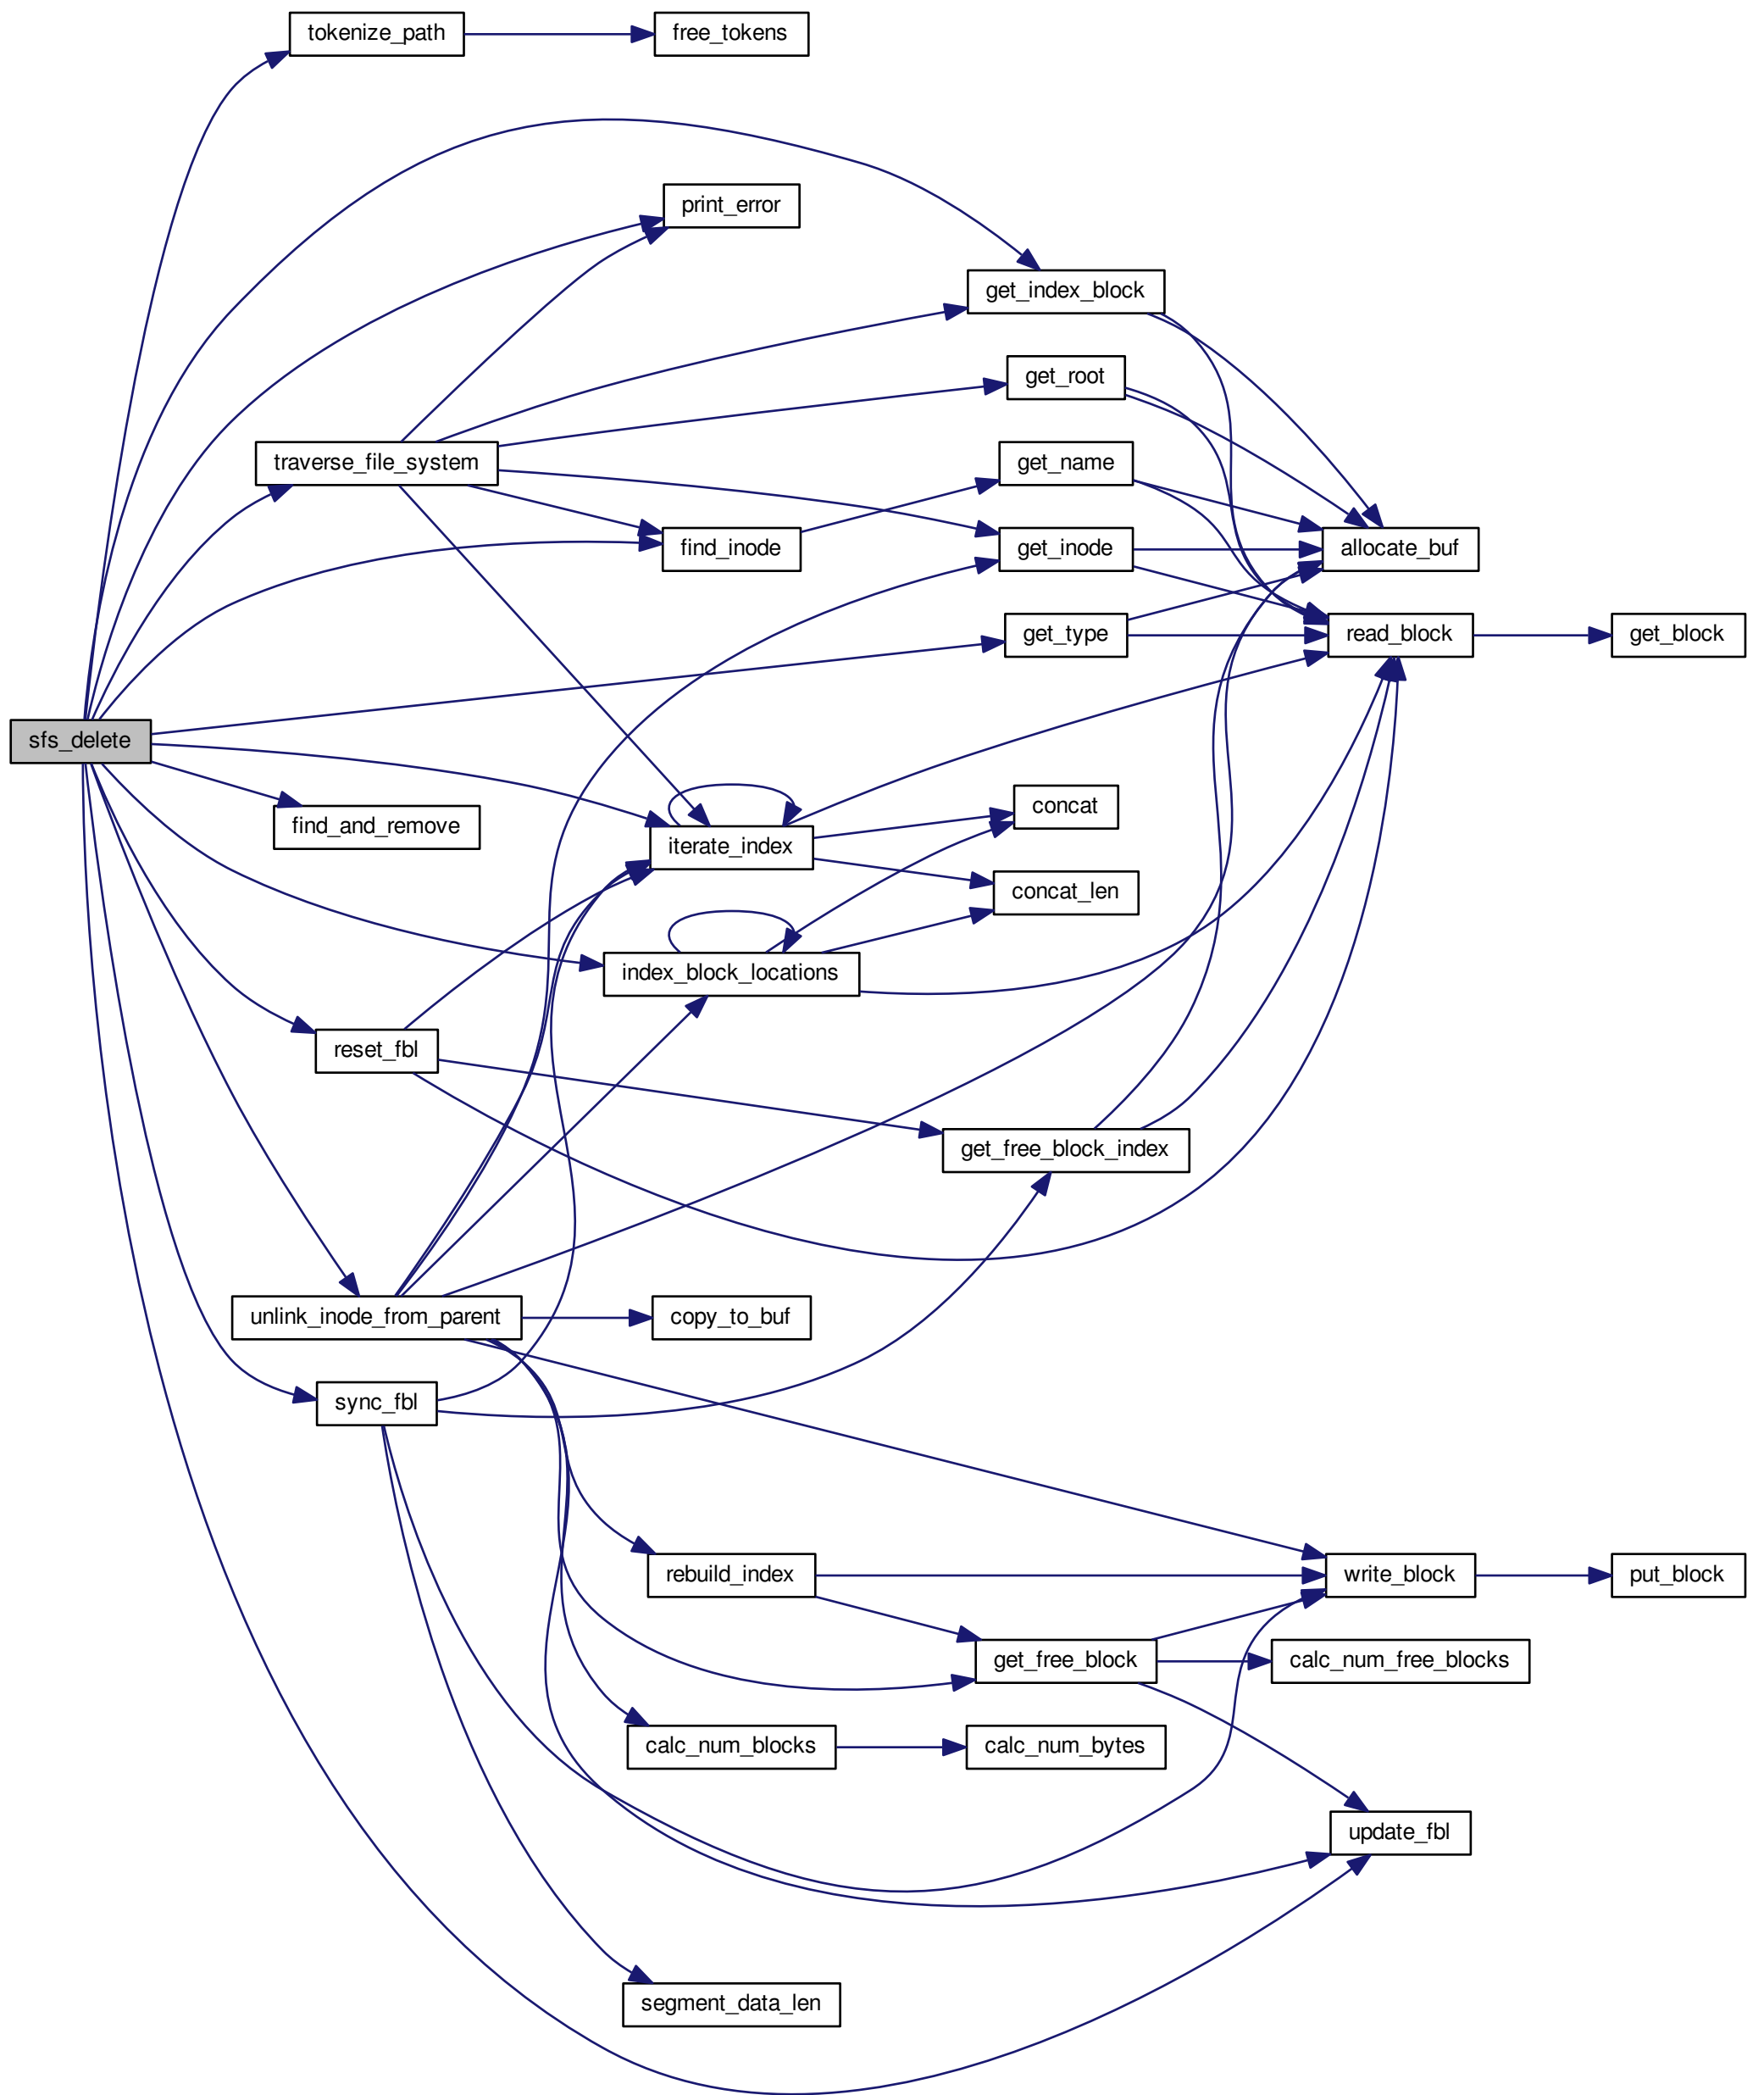 tokenize_path
free_tokens
print_error
get_index_block
get_root
traverse_file_system
get_name
find_inode
get_inode
allocate_buf
get_type
read_block
get_block
sfs_delete
find_and_remove
iterate_index
concat
concat_len
index_block_locations
reset_fbl
get_free_block_index
unlink_inode_from_parent
copy_to_buf
sync_fbl
rebuild_index
write_block
put_block
get_free_block
calc_num_free_blocks
calc_num_blocks
calc_num_bytes
update_fbl
segment_data_len